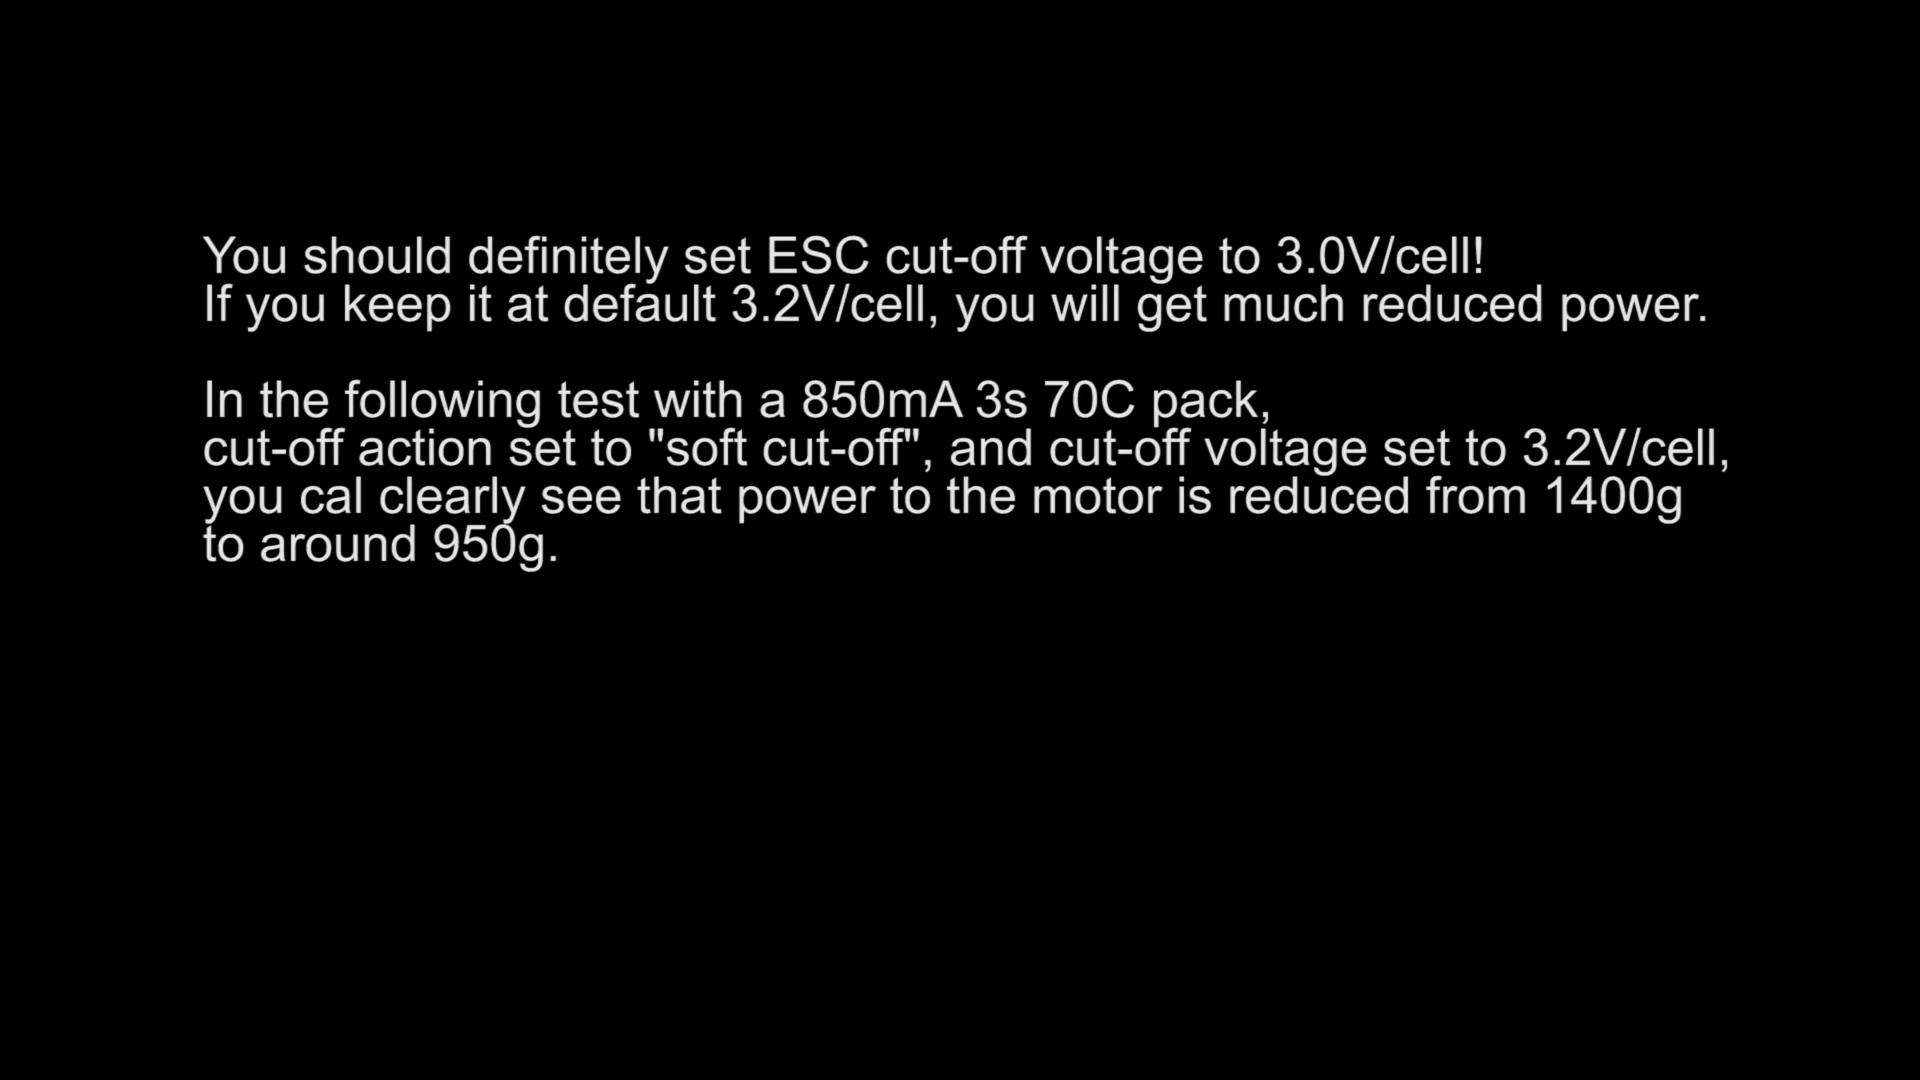 You should definitely set ESC cut-off voltage to 3.0V/cell!
If you keep it at default 3.2V/cell, you will get much reduced power.
In the following test with a 850mA 3s 70C pack,
cut-off action set to "soft cut-off", and cut-off voltage set to 3.2V/cell,
you cal clearly see that power to the motor is reduced from 1400g
to around 950g.